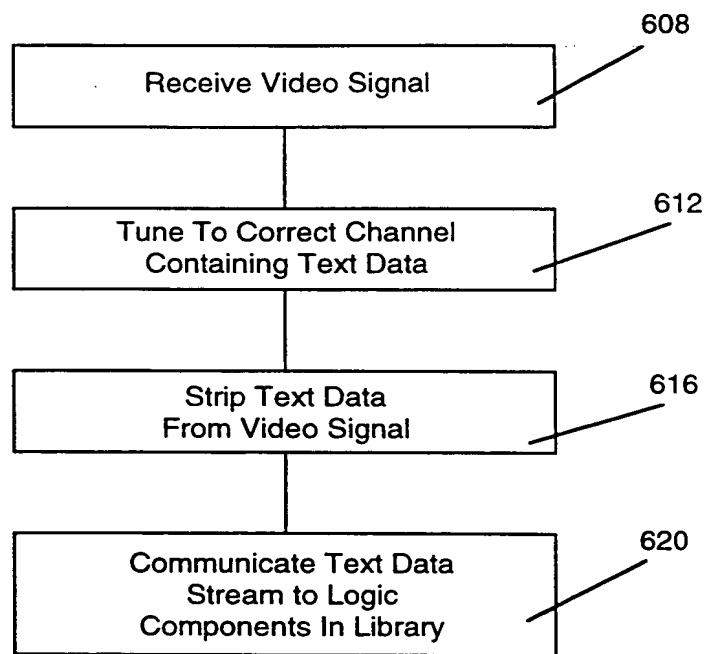 608
Receive Video Signal
612
Tune To Correct Channel
Containing Text Data
616
Strip Text Data
From Video Signal
620
Communicate Text Data
Stream to Logic
Components In Library